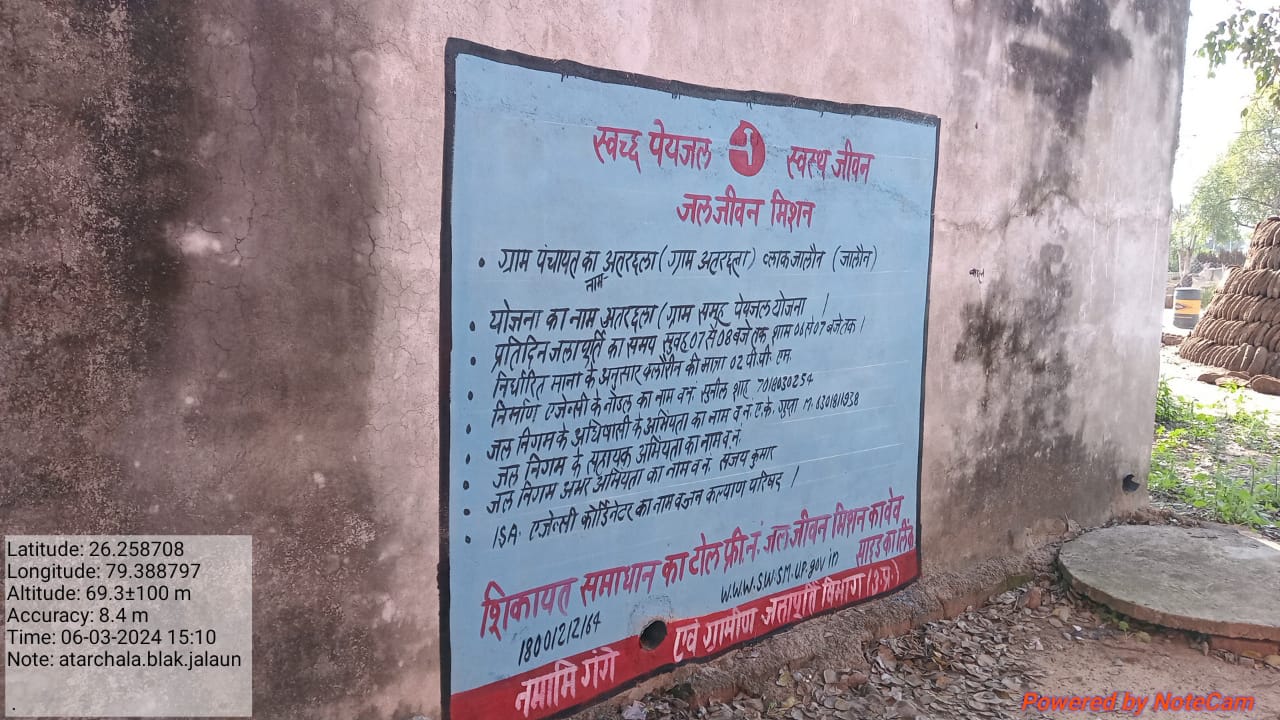 स्वच्छ पेयजल स्वस्थ जीवन
जल जीवन मिशन
• ग्राम पंचायत का नाम अतरछला (ग्राम अतरछला) ब्लाक जालौन (जालौन)
• योजना का नाम अतरछला (ग्राम समूह पेयजल योजना ।
• प्रतिदिन जलापूर्ति का समय सुवह 07 से 08 बजे तक शाम 06 से 07 बजे तक ।
• निर्धारित मात्रा के अनुसार क्लोरीन की मात्रा 02 पी.पी. एम.
• निर्माण एजेन्सी के नोडल का नाम व नं. सुनील शाह 7018030254
• जल निगम के अधिषासी के अभियंता का नाम व न. ए.के. गुप्ता M.
• जल निगम के सहायक अभियंता का नाम व नं
• जल निगम अभर अभियंता का नाम व न. संजय कुमार
• ISA. एजेन्सी कोर्डिनेटर का नाम व जन कल्याण परिषद ।
शिकायत समाधान का टोल फ्री नं. जल जीवन मिशन का वेव
साइड का लिंक
18001212164
www.swsm.up.gov.in
नमामि गंगे एवं ग्रामीण जलापूर्ति विभाग (उ.प्र.)
Latitude: 26.258708
Longitude: 79.388797
Altitude: 69.3±100 m
Accuracy: 8.4 m
Time: 06-03-2024 15:10
Note: atarchala.blak.jalaun
.
Powered by NoteCam